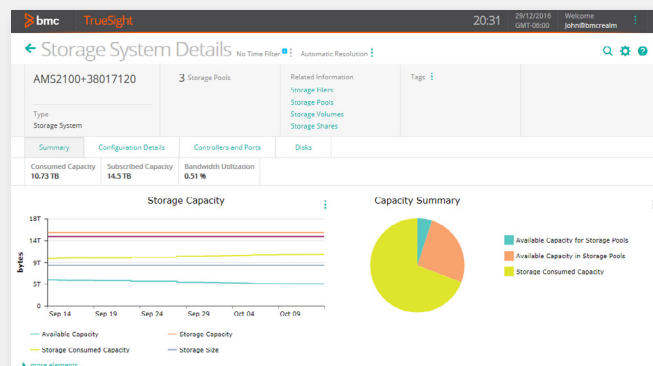 bmc TrueSight 20:31 29/12/2016 GMT-06:00 Welcome John@bmcrealm
Storage System Details No Time Filter Automatic Resolution
AMS2100+38017120
3 Storage Pools
Related Information
Storage Filers
Storage Pools
Storage Volumes
Storage Shares
Tags
Type
Storage System
Summary Configuration Details Controllers and Ports Disks
Consumed Capacity Subscribed Capacity Bandwidth Utilization
10.73 TB 14.5 TB 0.51 %
Storage Capacity
18T
14T
9T
5T
0
bytes
Sep 14 Sep 19 Sep 24 Sep 29 Oct 04 Oct 09
Available Capacity Storage Capacity
Storage Consumed Capacity Storage Size
more elements
Capacity Summary
Available Capacity for Storage Pools
Available Capacity in Storage Pools
Storage Consumed Capacity